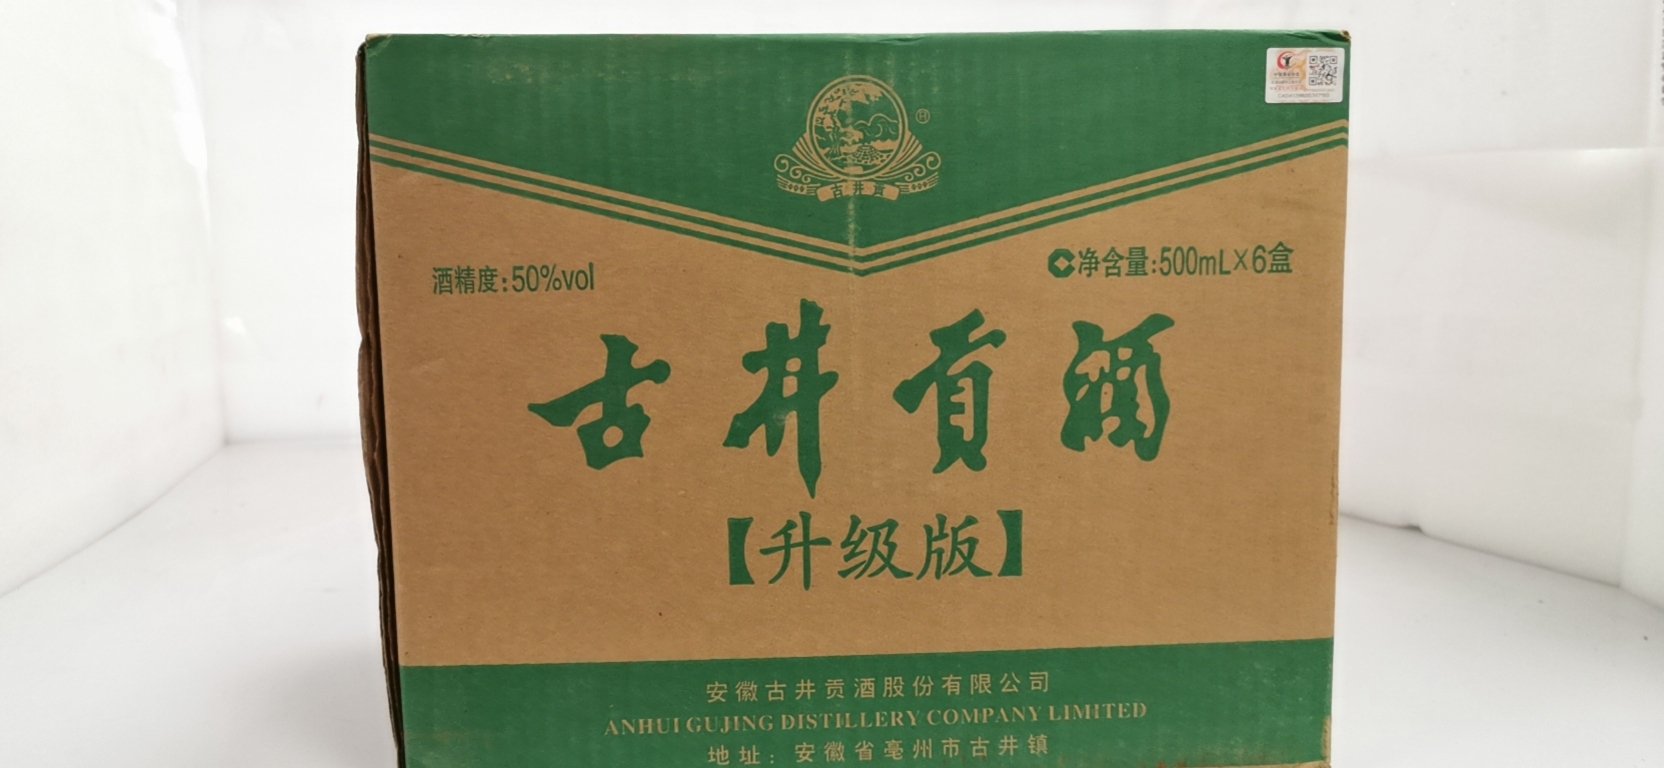 古井贡
酒精度:50%vol
净含量:500mL×6盒
古井贡酒
【升级版】
安徽古井贡酒股份有限公司
ANHUI GUJING DISTILLERY COMPANY LIMITED
地址：安徽省亳州市古井镇